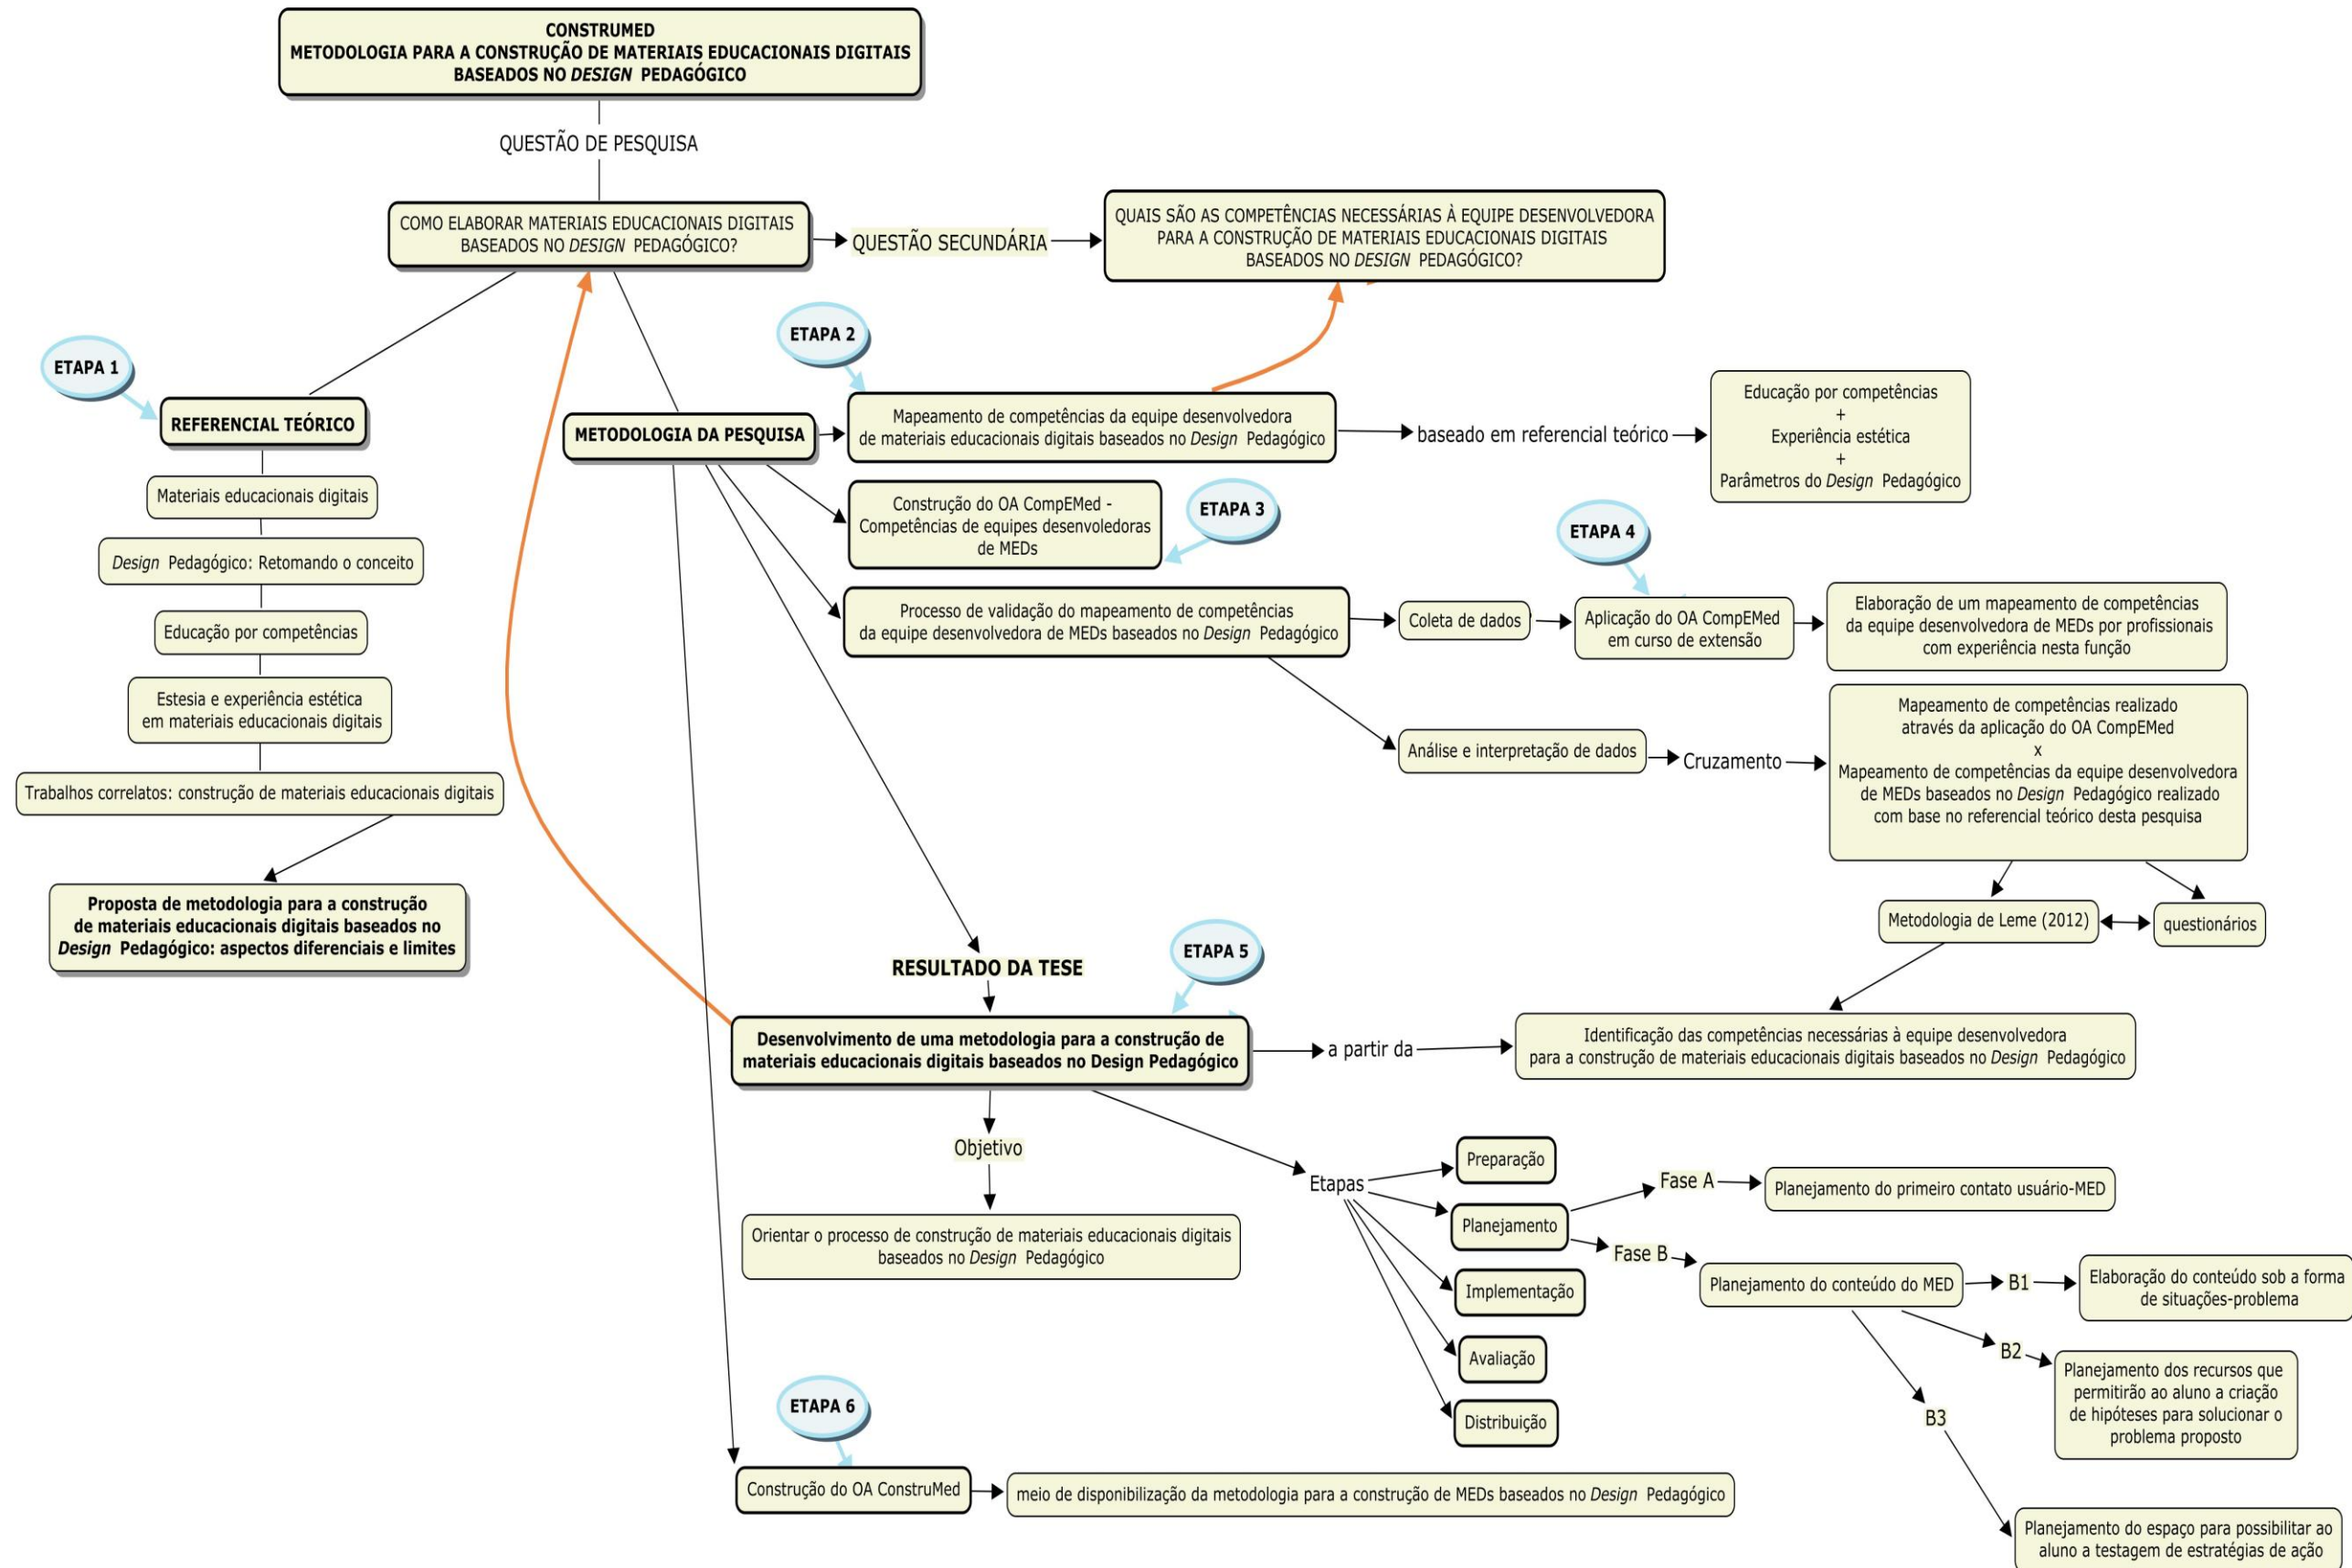 CONSTRUMED
METODOLOGIA PARA A CONSTRUÇÃO DE MATERIAIS EDUCACIONAIS DIGITAIS
BASEADOS NO DESIGN PEDAGÓGICO
QUESTÃO DE PESQUISA
COMO ELABORAR MATERIAIS EDUCACIONAIS DIGITAIS
BASEADOS NO DESIGN PEDAGÓGICO?
QUESTÃO SECUNDÁRIA
QUAIS SÃO AS COMPETÊNCIAS NECESSÁRIAS À EQUIPE DESENVOLVEDORA
PARA A CONSTRUÇÃO DE MATERIAIS EDUCACIONAIS DIGITAIS
BASEADOS NO DESIGN PEDAGÓGICO?
ETAPA 1
REFERENCIAL TEÓRICO
Materiais educacionais digitais
Design Pedagógico: Retomando o conceito
Educação por competências
Estesia e experiência estética
em materiais educacionais digitais
Trabalhos correlatos: construção de materiais educacionais digitais
Proposta de metodologia para a construção
de materiais educacionais digitais baseados no
Design Pedagógico: aspectos diferenciais e limites
METODOLOGIA DA PESQUISA
ETAPA 2
Mapeamento de competências da equipe desenvolvedora
de materiais educacionais digitais baseados no Design Pedagógico
baseado em referencial teórico
Educação por competências
+
Experiência estética
+
Parâmetros do Design Pedagógico
Construção do OA CompEMed -
Competências de equipes desenvoledoras
de MEDs
ETAPA 3
Processo de validação do mapeamento de competências
da equipe desenvolvedora de MEDs baseados no Design Pedagógico
Coleta de dados
ETAPA 4
Aplicação do OA CompEMed
em curso de extensão
Elaboração de um mapeamento de competências
da equipe desenvolvedora de MEDs por profissionais
com experiência nesta função
Análise e interpretação de dados
Cruzamento
Mapeamento de competências realizado
através da aplicação do OA CompEMed
x
Mapeamento de competências da equipe desenvolvedora
de MEDs baseados no Design Pedagógico realizado
com base no referencial teórico desta pesquisa
Metodologia de Leme (2012)
questionários
RESULTADO DA TESE
ETAPA 5
Desenvolvimento de uma metodologia para a construção de
materiais educacionais digitais baseados no Design Pedagógico
a partir da
Identificação das competências necessárias à equipe desenvolvedora
para a construção de materiais educacionais digitais baseados no Design Pedagógico
Objetivo
Orientar o processo de construção de materiais educacionais digitais
baseados no Design Pedagógico
Etapas
Preparação
Planejamento
Implementação
Avaliação
Distribuição
Fase A
Planejamento do primeiro contato usuário-MED
Fase B
Planejamento do conteúdo do MED
B1
Elaboração do conteúdo sob a forma
de situações-problema
B2
Planejamento dos recursos que
permitirão ao aluno a criação
de hipóteses para solucionar o
problema proposto
B3
Planejamento do espaço para possibilitar ao
aluno a testagem de estratégias de ação
ETAPA 6
Construção do OA ConstruMed
meio de disponibilização da metodologia para a construção de MEDs baseados no Design Pedagógico